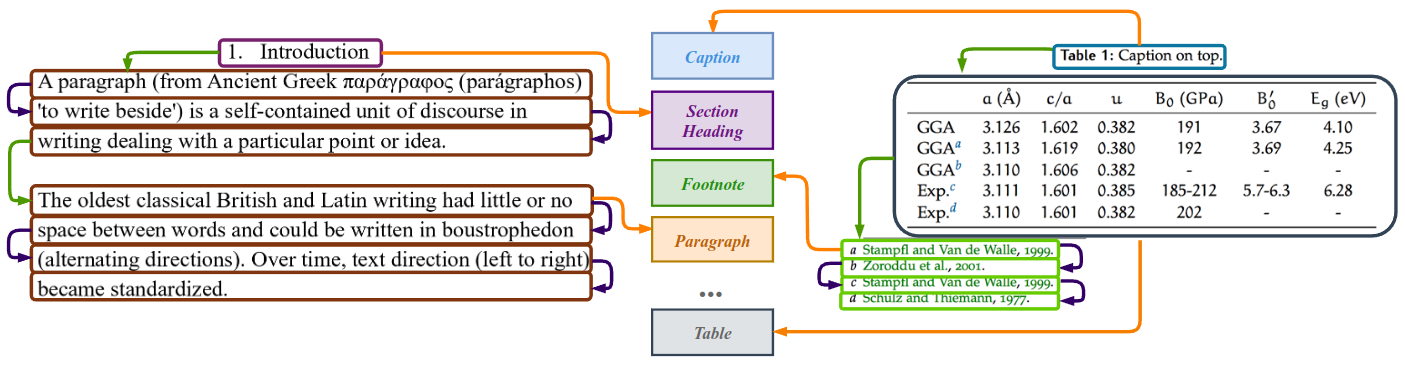 1. Introduction
A paragraph (from Ancient Greek παράγραφος (parágraphos)
'to write beside') is a self-contained unit of discourse in
writing dealing with a particular point or idea.
The oldest classical British and Latin writing had little or no
space between words and could be written in boustrophedon
(alternating directions). Over time, text direction (left to right)
became standardized.
Caption
Section
Heading
Footnote
Paragraph
...
Table
Table 1: Caption on top.
a (Å) c/a u B0 (GPa) B′0 Eg (eV)
GGA 3.126 1.602 0.382 191 3.67 4.10
GGAa 3.113 1.619 0.380 192 3.69 4.25
GGAb 3.110 1.606 0.382 - - -
Exp.c 3.111 1.601 0.385 185-212 5.7-6.3 6.28
Exp.d 3.110 1.601 0.382 202 - -
a Stampfl and Van de Walle, 1999.
b Zoroddu et al., 2001.
c Stampfl and Van de Walle, 1999.
d Schulz and Thiemann, 1977.